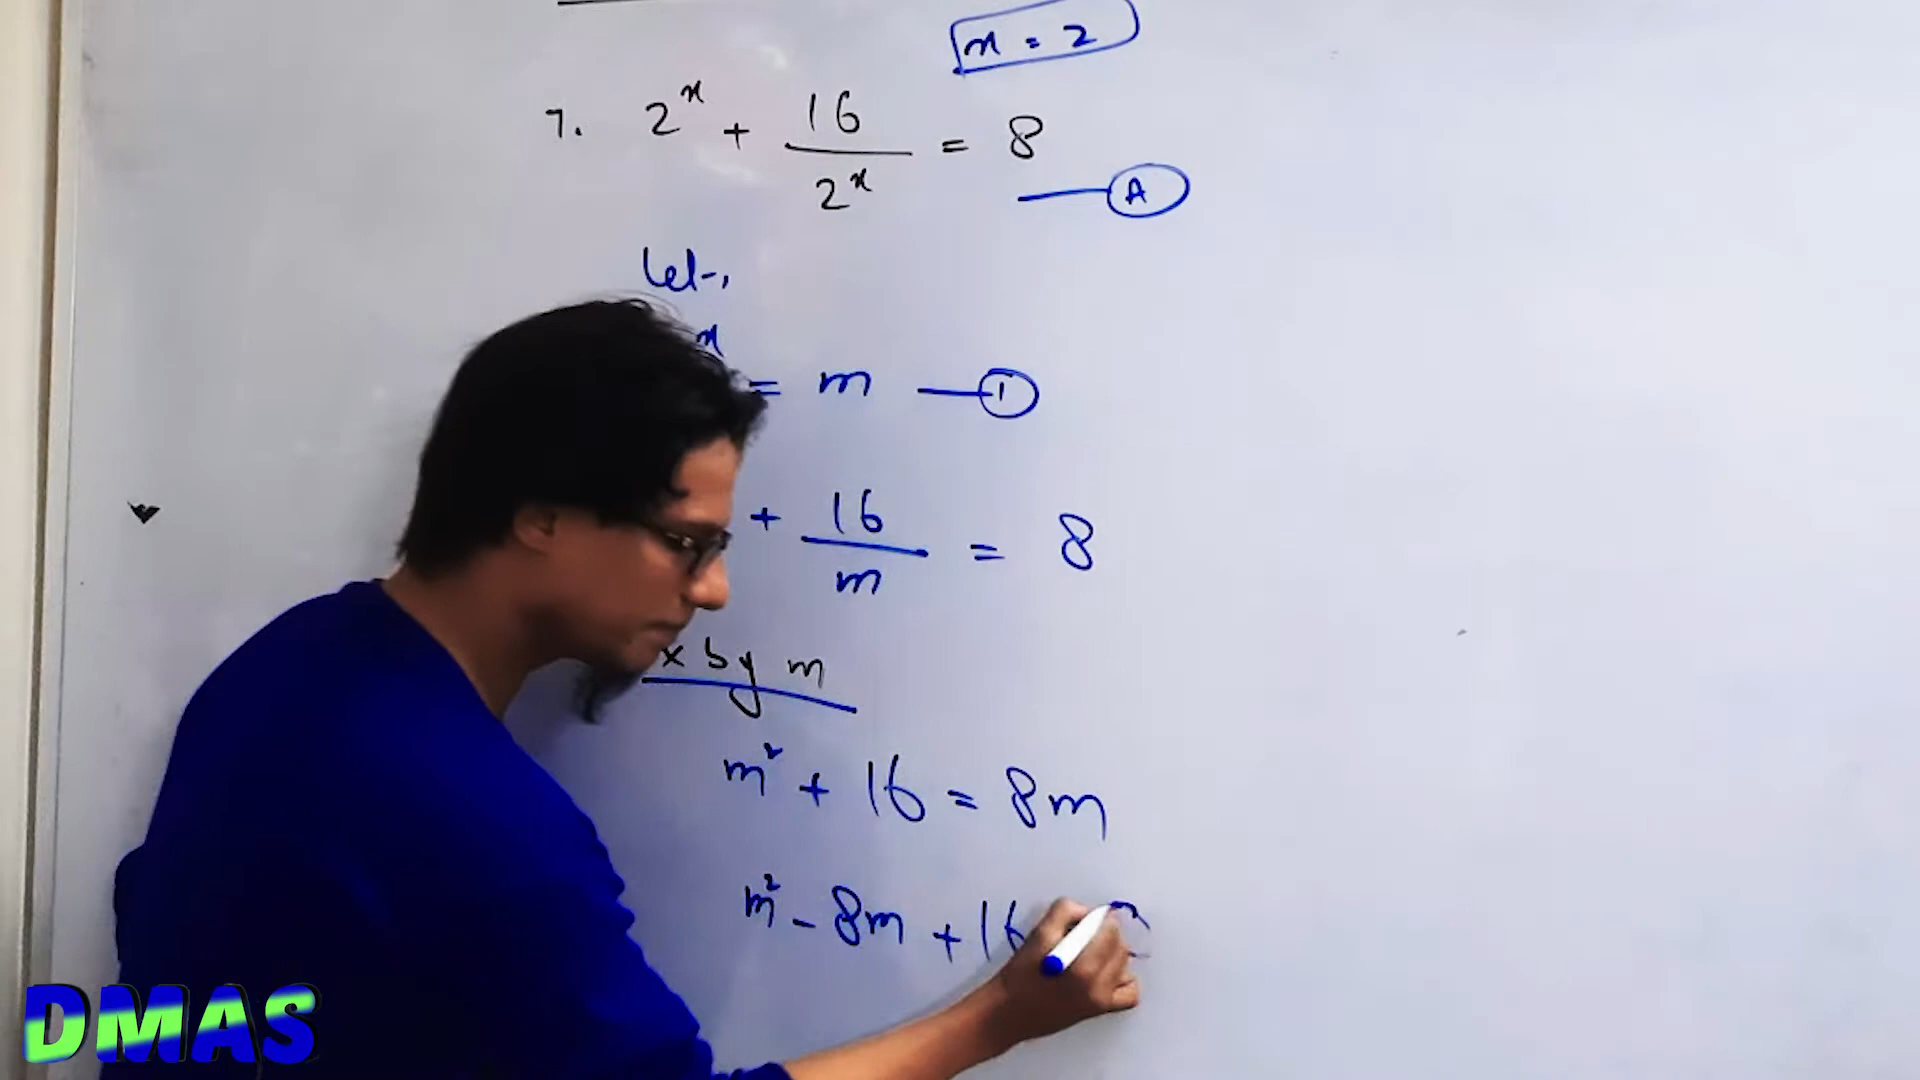 x = 2
7. 2^x + 16/2^x = 8
A
Let,
x = m 1
+ 16/m = 8
x by m
m² + 16 = 8m
m² - 8m + 16
DMAS